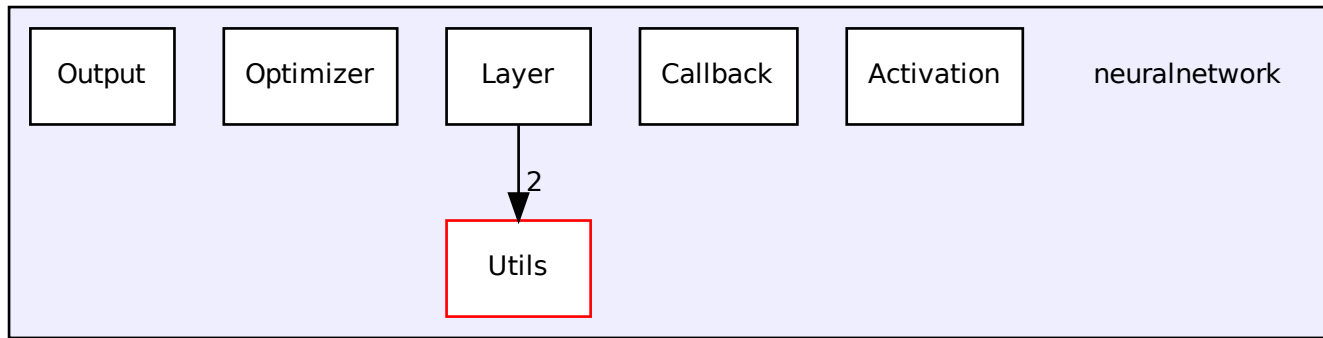 Output
Optimizer
Layer
Callback
Activation
neuralnetwork
2
Utils